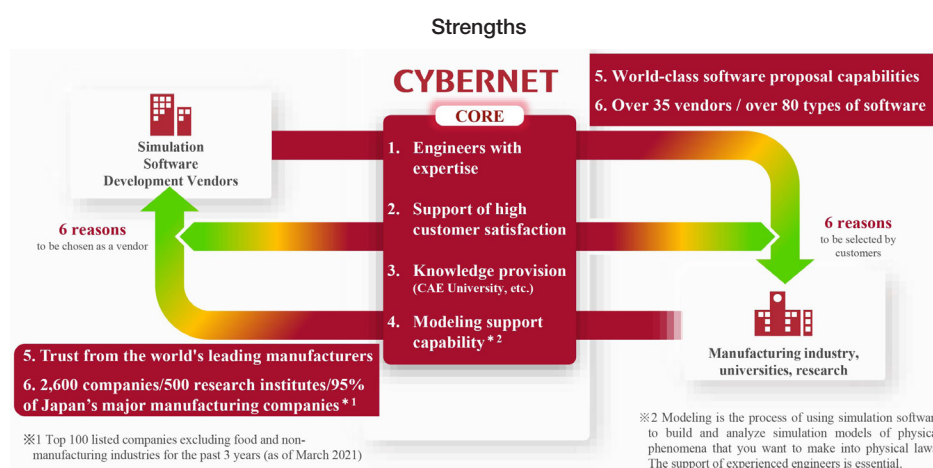 Strengths
CYBERNET
CORE
1. Engineers with
expertise
2. Support of high
customer satisfaction
3. Knowledge provision
(CAE University, etc.)
4. Modeling support
capability*2
Simulation
Software
Development Vendors
6 reasons
to be chosen as a vendor
5. Trust from the world's leading manufacturers
6. 2,600 companies/500 research institutes/95%
of Japan's major manufacturing companies*1
※1 Top 100 listed companies excluding food and non-
manufacturing industries for the past 3 years (as of March 2021)
5. World-class software proposal capabilities
6. Over 35 vendors / over 80 types of software
6 reasons
to be selected by
customers
Manufacturing industry,
universities, research
※2 Modeling is the process of using simulation softwar
to build and analyze simulation models of physica
phenomena that you want to make into physical law
The support of experienced engineers is essential.